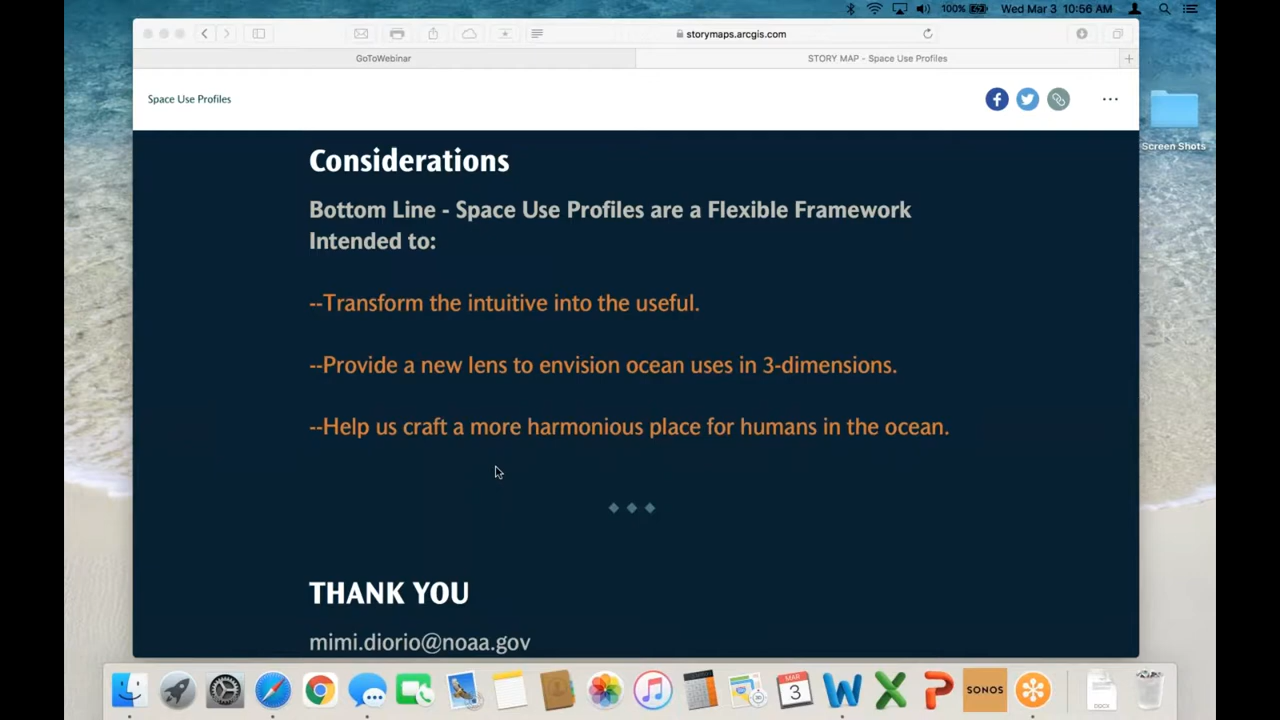 100%
Wed Mar 3 10:56 AM
storymaps.arcgis.com
GoToWebinar
STORY MAP - Space Use Profiles
Space Use Profiles
Screen Shots
Considerations
Bottom Line - Space Use Profiles are a Flexible Framework
Intended to:
--Transform the intuitive into the useful.
--Provide a new lens to envision ocean uses in 3-dimensions.
--Help us craft a more harmonious place for humans in the ocean.
THANK YOU
mimi.diorio@noaa.gov
MAR
3
SONOS
DOCX